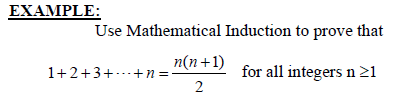 EXAMPLE:
Use Mathematical Induction to prove that
1+2+3+⋯+n = n(n+1)/2 for all integers n ≥1